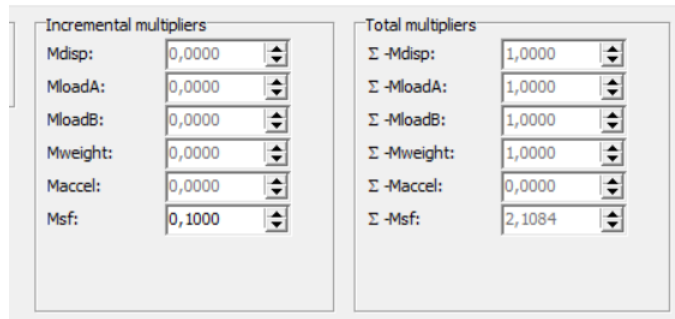 Incremental multipliers
Mdisp: 0,0000
MloadA: 0,0000
MloadB: 0,0000
Mweight: 0,0000
Maccel: 0,0000
Msf: 0,1000
Total multipliers
Σ -Mdisp: 1,0000
Σ -MloadA: 1,0000
Σ -MloadB: 1,0000
Σ -Mweight: 1,0000
Σ -Maccel: 0,0000
Σ -Msf: 2,1084